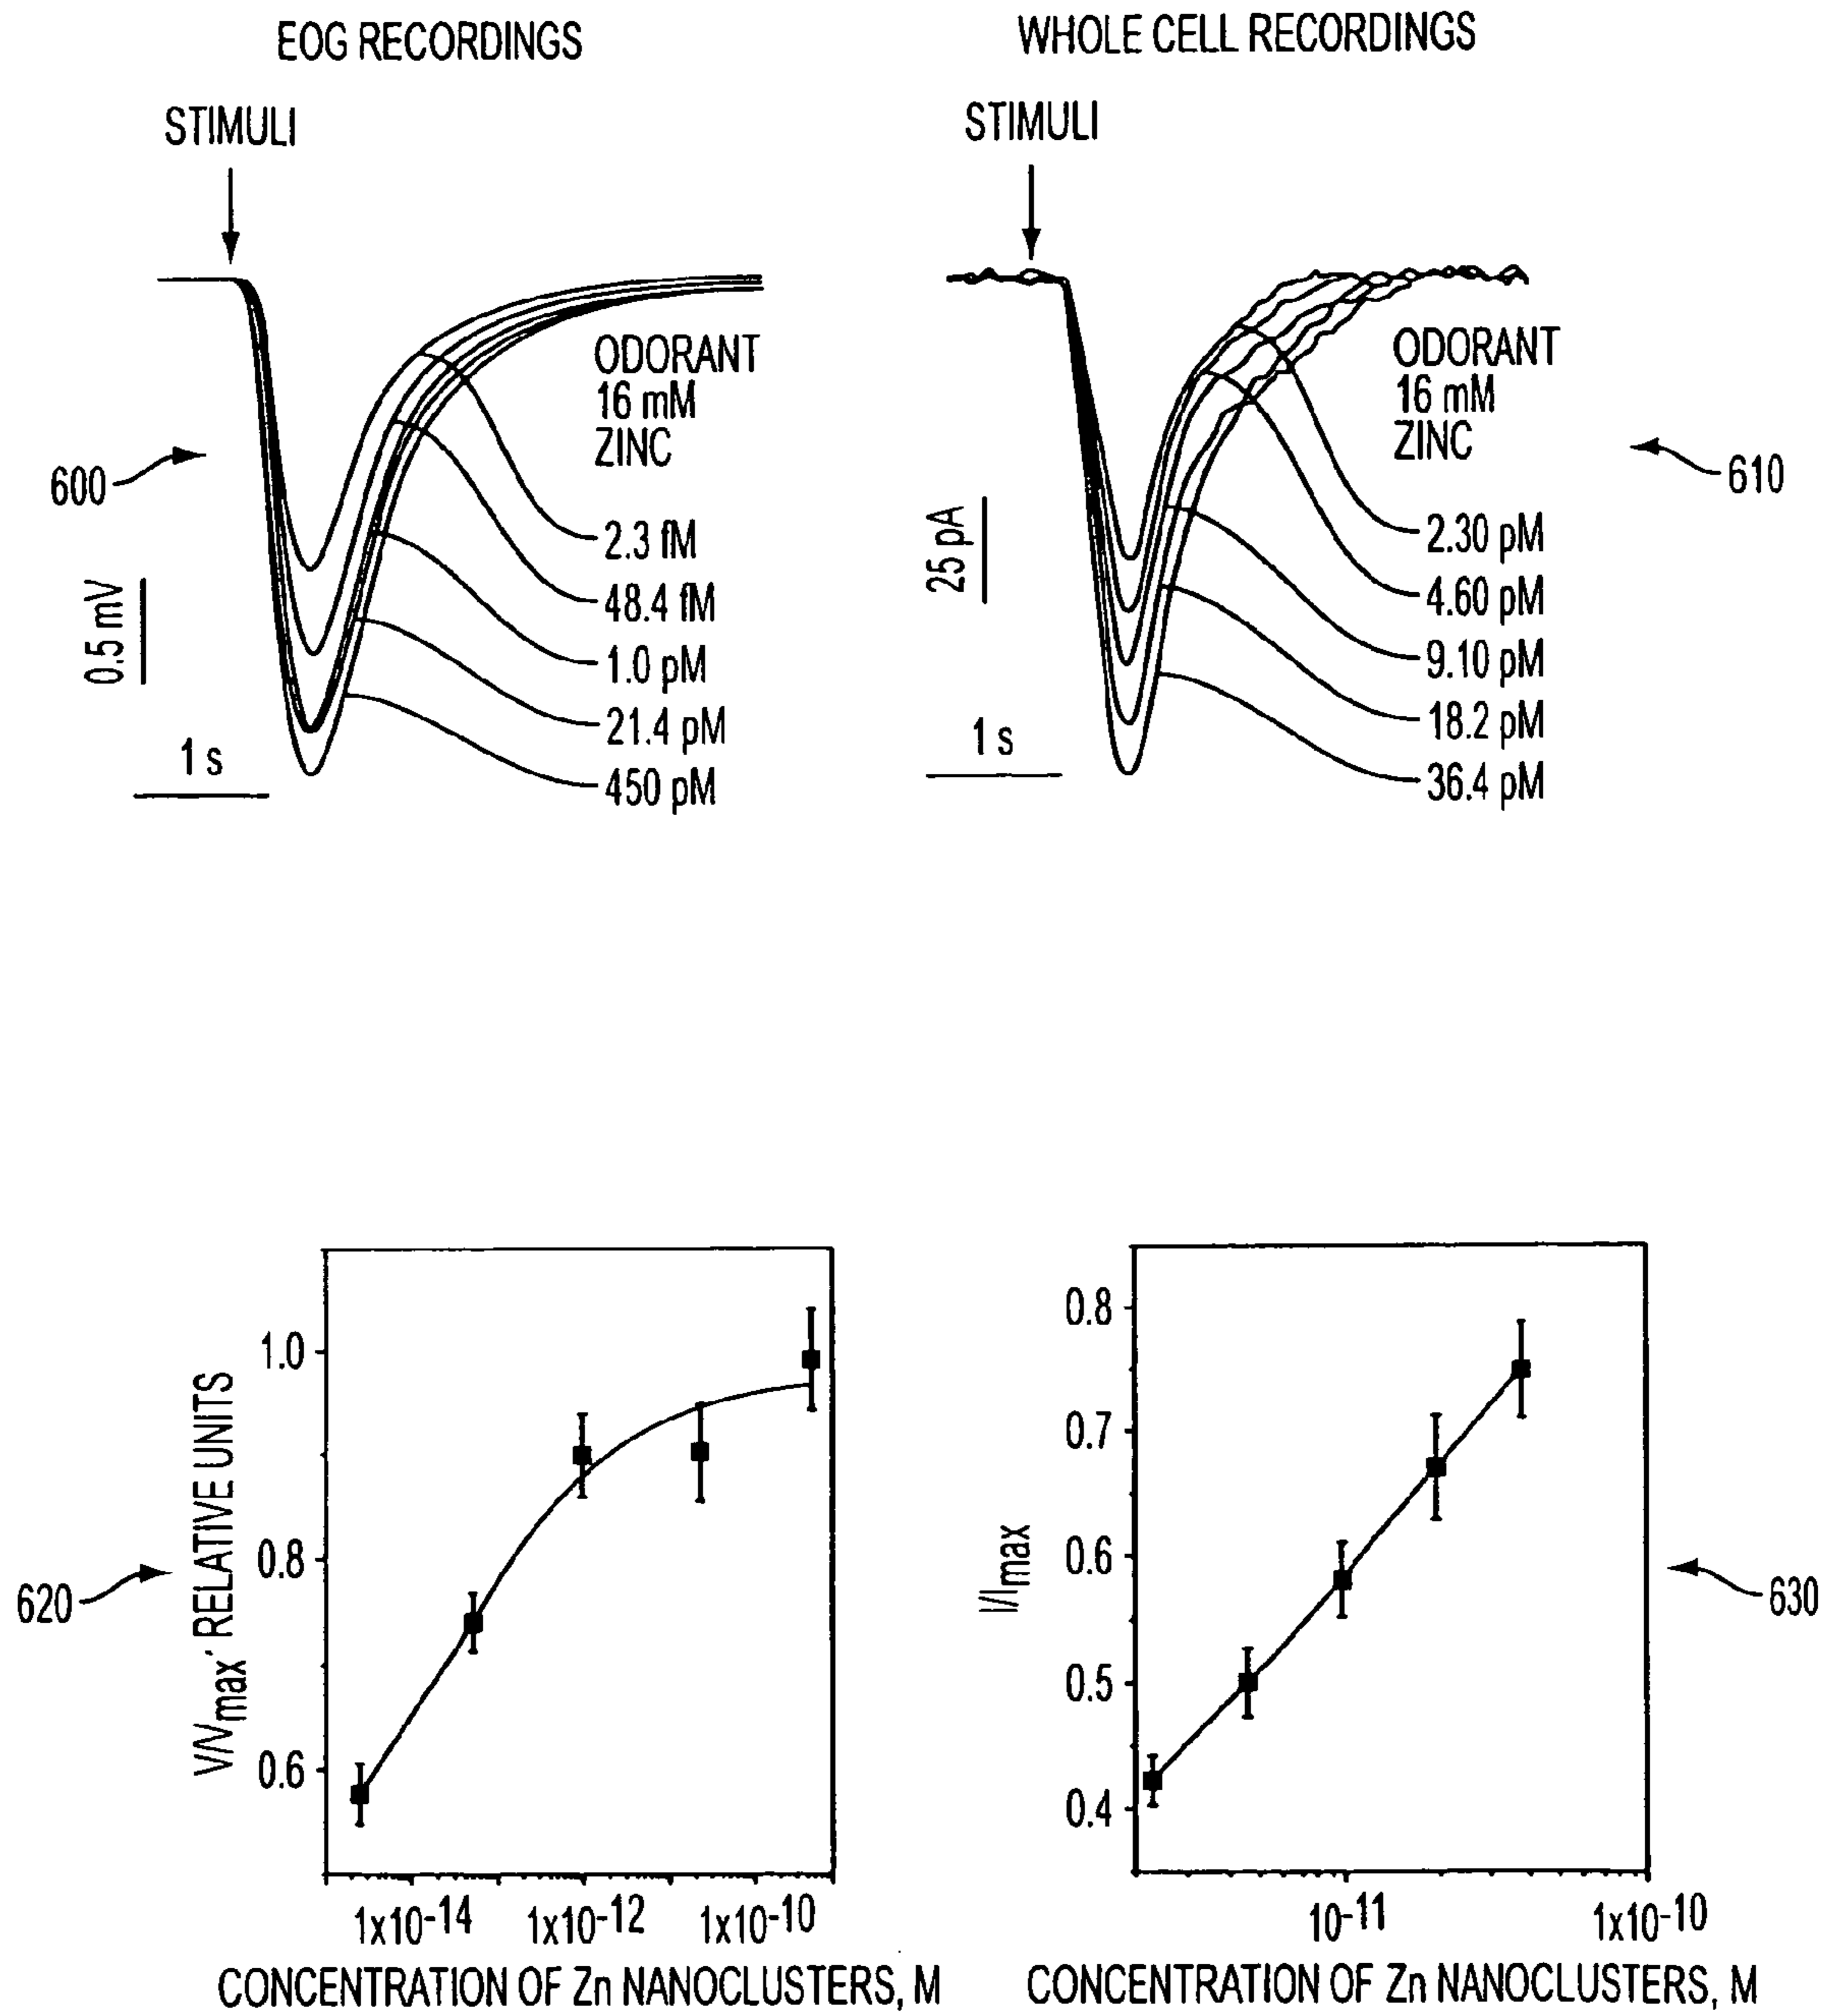 EOG RECORDINGS
STIMULI
600
ODORANT
16 mM
ZINC
2.3 fM
48.4 fM
1.0 pM
21.4 pM
450 pM
0.5 mV
1 s
WHOLE CELL RECORDINGS
STIMULI
ODORANT
16 mM
ZINC
610
2.30 pM
4.60 pM
9.10 pM
18.2 pM
36.4 pM
25 pA
1 s
620
V/Vmax, RELATIVE UNITS
1.0
0.8
0.6
1x10-14 1x10-12 1x10-10
CONCENTRATION OF Zn NANOCLUSTERS, M
I/Imax
0.8
0.7
0.6
0.5
0.4
630
10-11 1x10-10
CONCENTRATION OF Zn NANOCLUSTERS, M